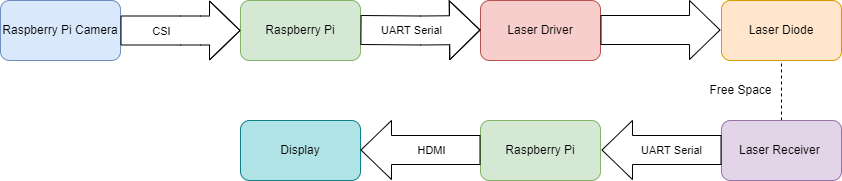 Raspberry Pi Camera
CSI
Raspberry Pi
UART Serial
Laser Driver
Laser Diode
Free Space
Display
HDMI
Raspberry Pi
UART Serial
Laser Receiver